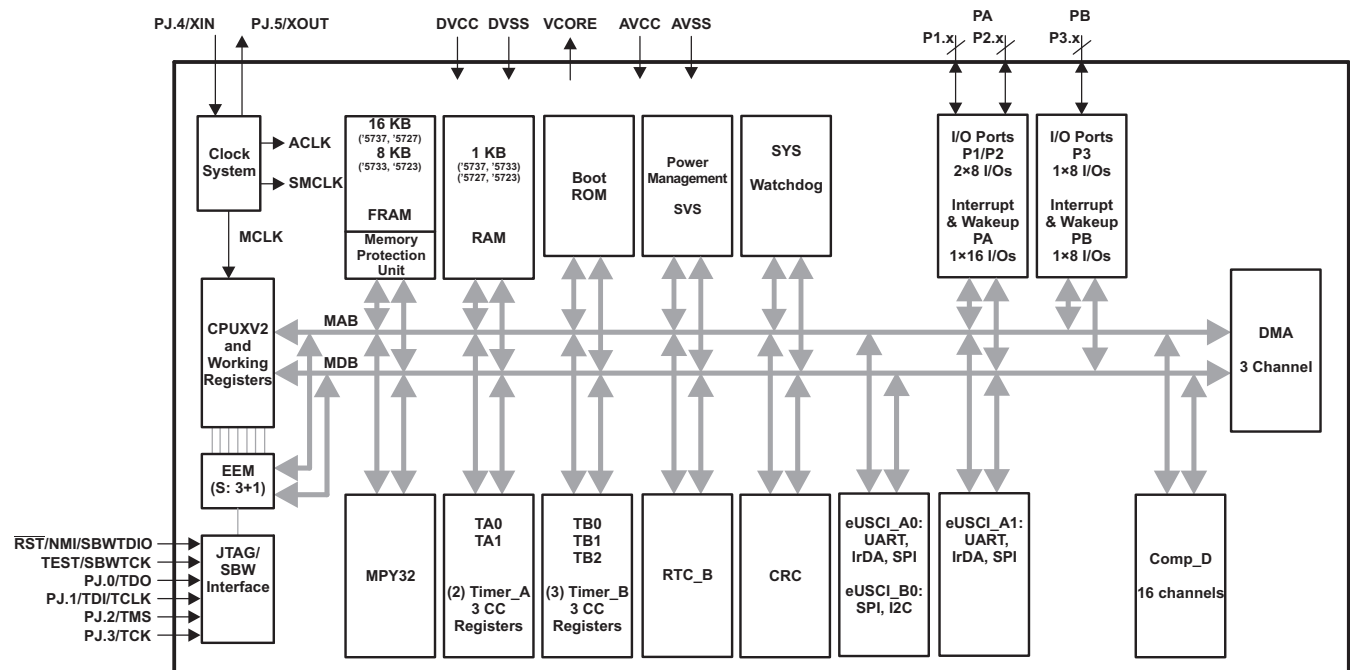 PJ.4/XIN
PJ.5/XOUT
DVCC
DVSS
VCORE
AVCC
AVSS
PA
P1.x
P2.x
PB
P3.x
Clock
System
ACLK
SMCLK
MCLK
16 KB
('5737, '5727)
8 KB
('5733, '5723)
FRAM
Memory
Protection
Unit
1 KB
('5737, '5733)
('5727, '5723)
RAM
Boot
ROM
Power
Management
SVS
SYS
Watchdog
I/O Ports
P1/P2
2×8 I/Os
Interrupt
& Wakeup
PA
1×16 I/Os
I/O Ports
P3
1×8 I/Os
Interrupt
& Wakeup
PB
1×8 I/Os
CPUXV2
and
Working
Registers
MAB
MDB
DMA
3 Channel
EEM
(S: 3+1)
RST/NMI/SBWTDIO
TEST/SBWTCK
PJ.0/TDO
PJ.1/TDI/TCLK
PJ.2/TMS
PJ.3/TCK
JTAG/
SBW
Interface
MPY32
TA0
TA1
(2) Timer_A
3 CC
Registers
TB0
TB1
TB2
(3) Timer_B
3 CC
Registers
RTC_B
CRC
eUSCI_A0:
UART,
IrDA, SPI
eUSCI_B0:
SPI, I2C
eUSCI_A1:
UART,
IrDA, SPI
Comp_D
16 channels